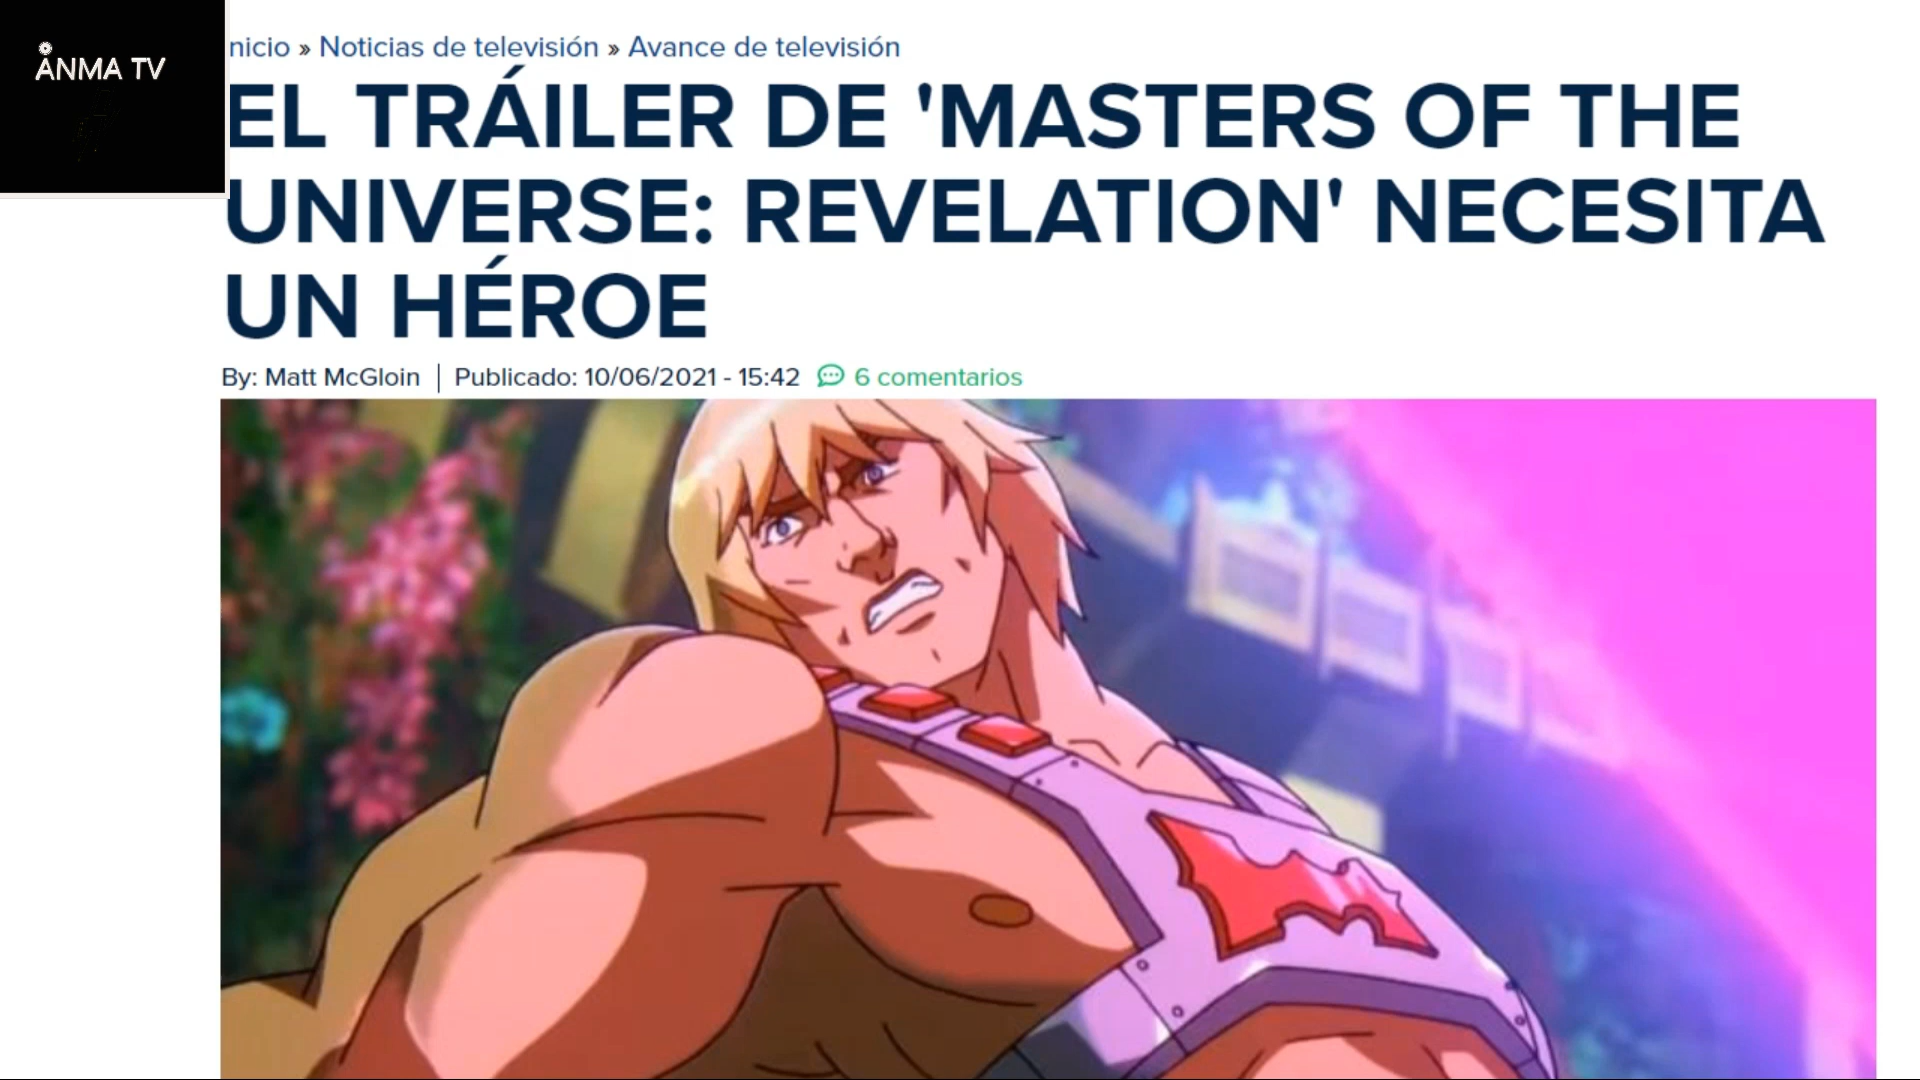 ANMA TV
nicio » Noticias de televisión » Avance de televisión
EL TRÁILER DE 'MASTERS OF THE
UNIVERSE: REVELATION' NECESITA
UN HÉROE
By: Matt McGloin | Publicado: 10/06/2021 - 15:42 6 comentarios